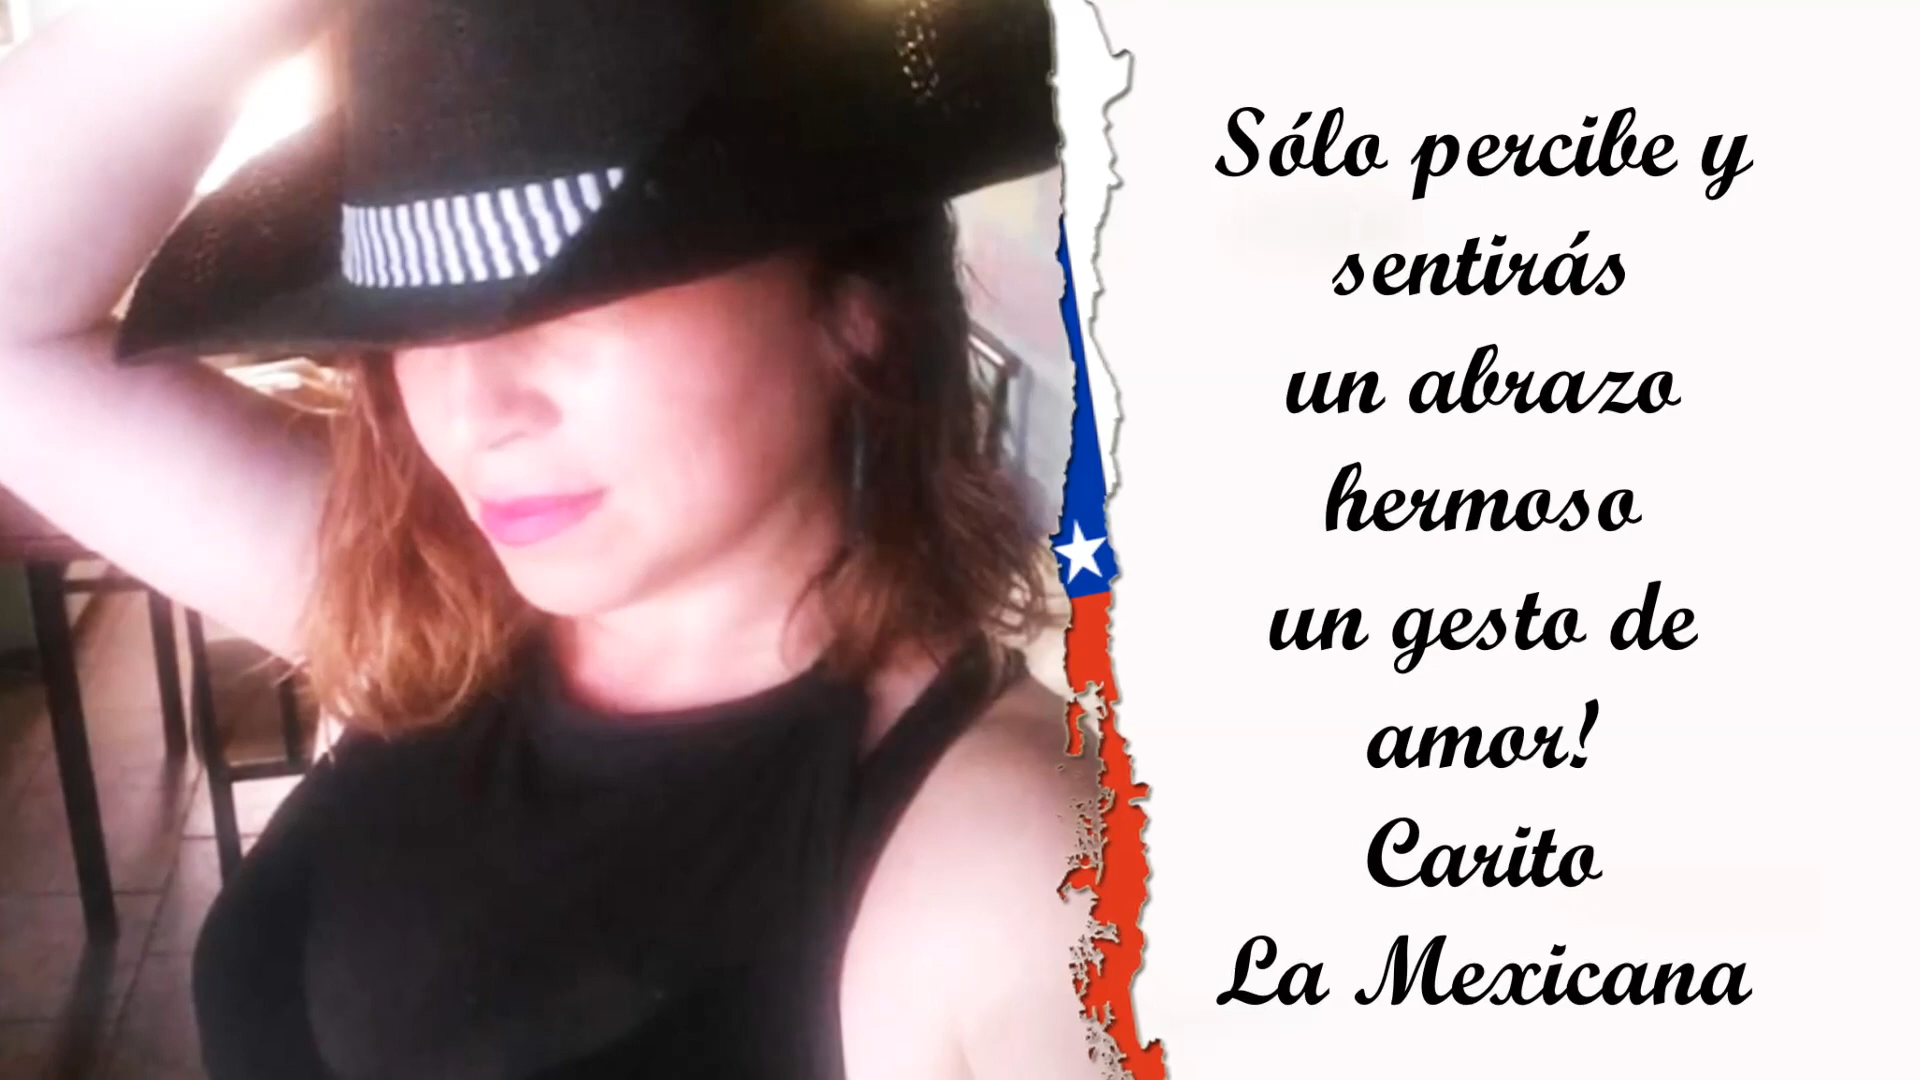 Sólo percibe y
sentirás
un abrazo
hermoso
un gesto de
amor!
Carito
La Mexicana